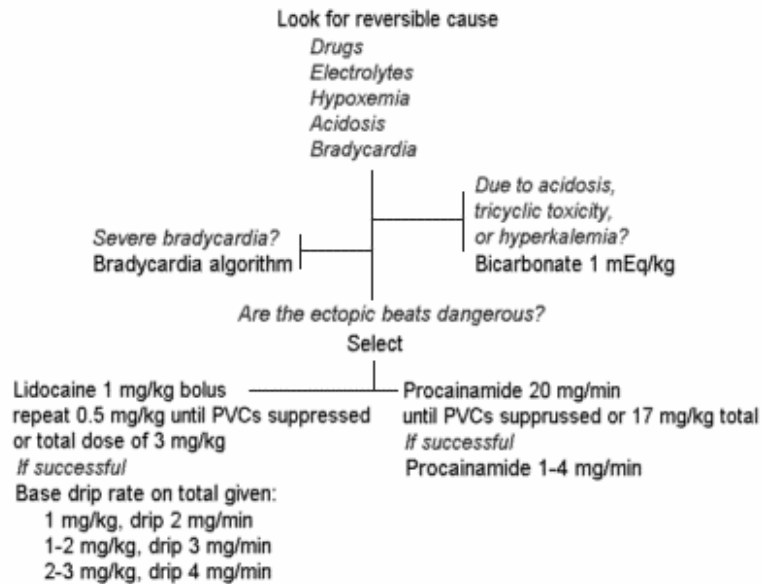 Look for reversible cause
Drugs
Electrolytes
Hypoxemia
Acidosis
Bradycardia
Due to acidosis,
tricyclic toxicity,
or hyperkalemia?
Bicarbonate 1 mEq/kg
Severe bradycardia?
Bradycardia algorithm
Are the ectopic beats dangerous?
Select
Lidocaine 1 mg/kg bolus
repeat 0.5 mg/kg until PVCs suppressed
or total dose of 3 mg/kg
If successful
Base drip rate on total given:
1 mg/kg, drip 2 mg/min
1-2 mg/kg, drip 3 mg/min
2-3 mg/kg, drip 4 mg/min
Procainamide 20 mg/min
until PVCs supprussed or 17 mg/kg total
If successful
Procainamide 1-4 mg/min